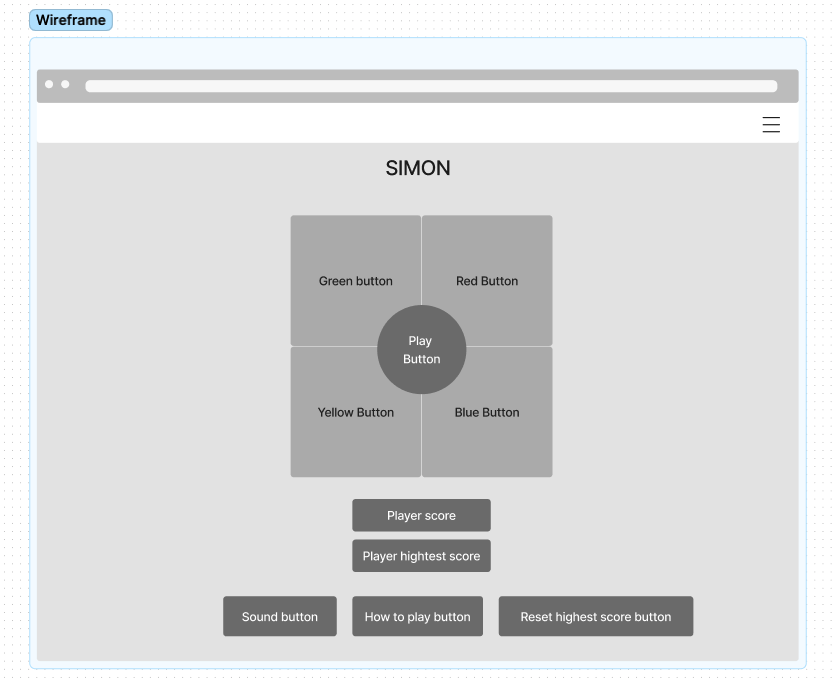 Wireframe
SIMON
Green button
Red Button
Play
Button
Yellow Button
Blue Button
Player score
Player hightest score
Sound button
How to play button
Reset highest score button